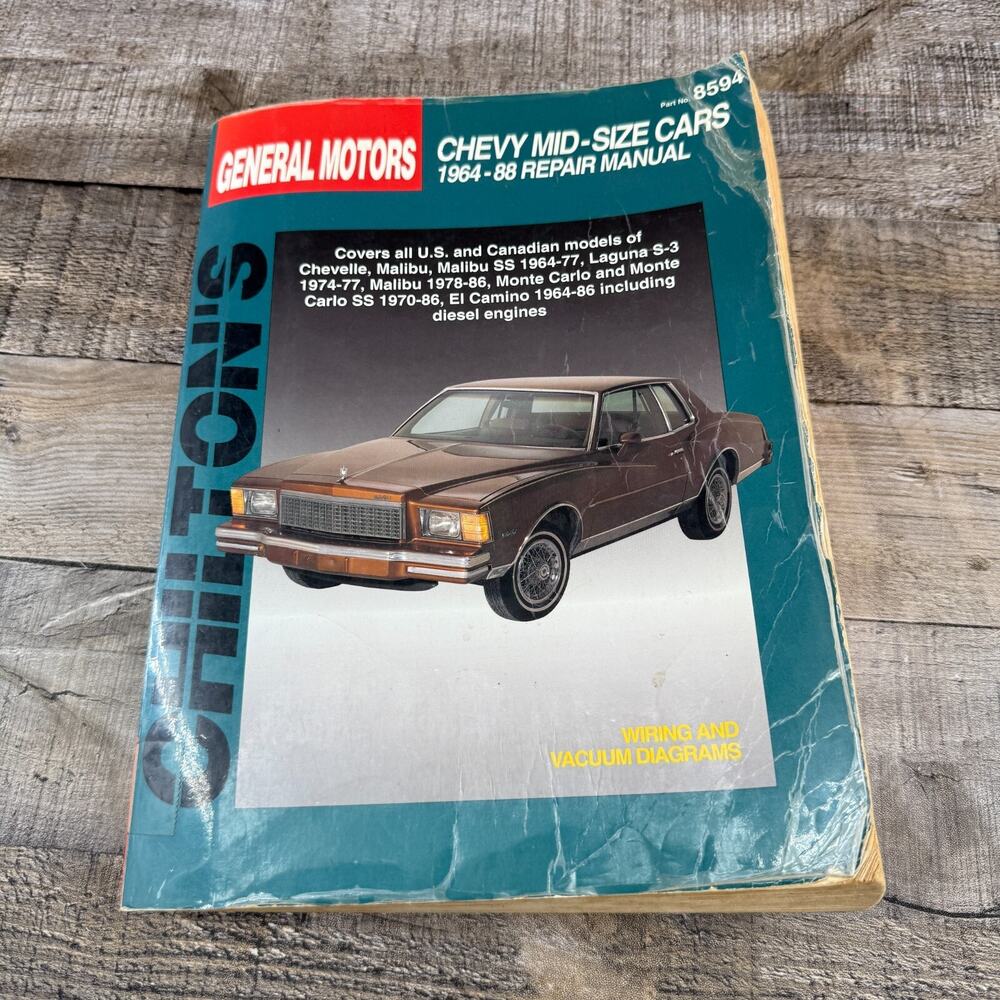 Part No. 8594
GENERAL MOTORS
CHEVY MID-SIZE CARS
1964-88 REPAIR MANUAL
CHILTON'S
Covers all U.S. and Canadian models of
Chevelle, Malibu, Malibu SS 1964-77, Laguna S-3
1974-77, Malibu 1978-86, Monte Carlo and Monte
Carlo SS 1970-86, El Camino 1964-86 including
diesel engines
WIRING AND
VACUUM DIAGRAMS